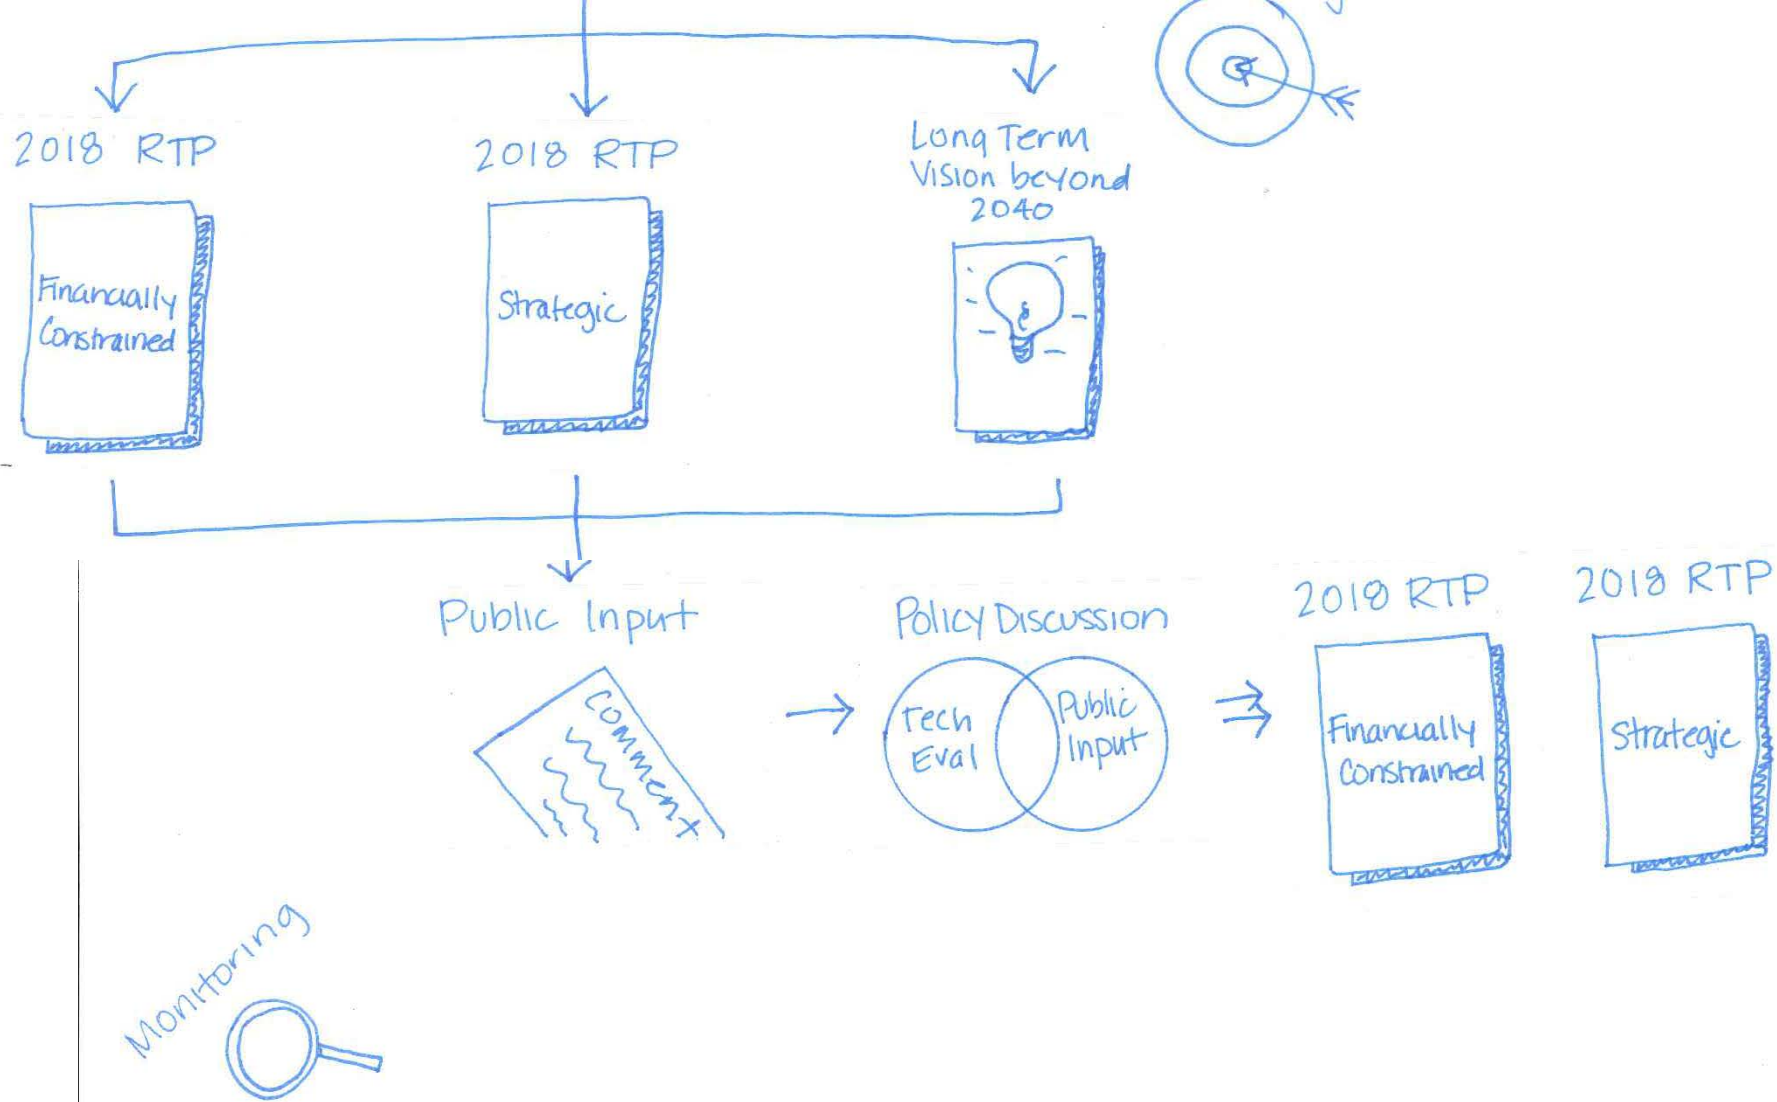 2018 RTP
2018 RTP
Long Term
Vision beyond
2040
Financially
Constrained
Strategic
Public Input
Policy Discussion
2018 RTP
2018 RTP
Comment
Tech
Eval
Public
Input
Financially
Constrained
Strategic
Monitoring